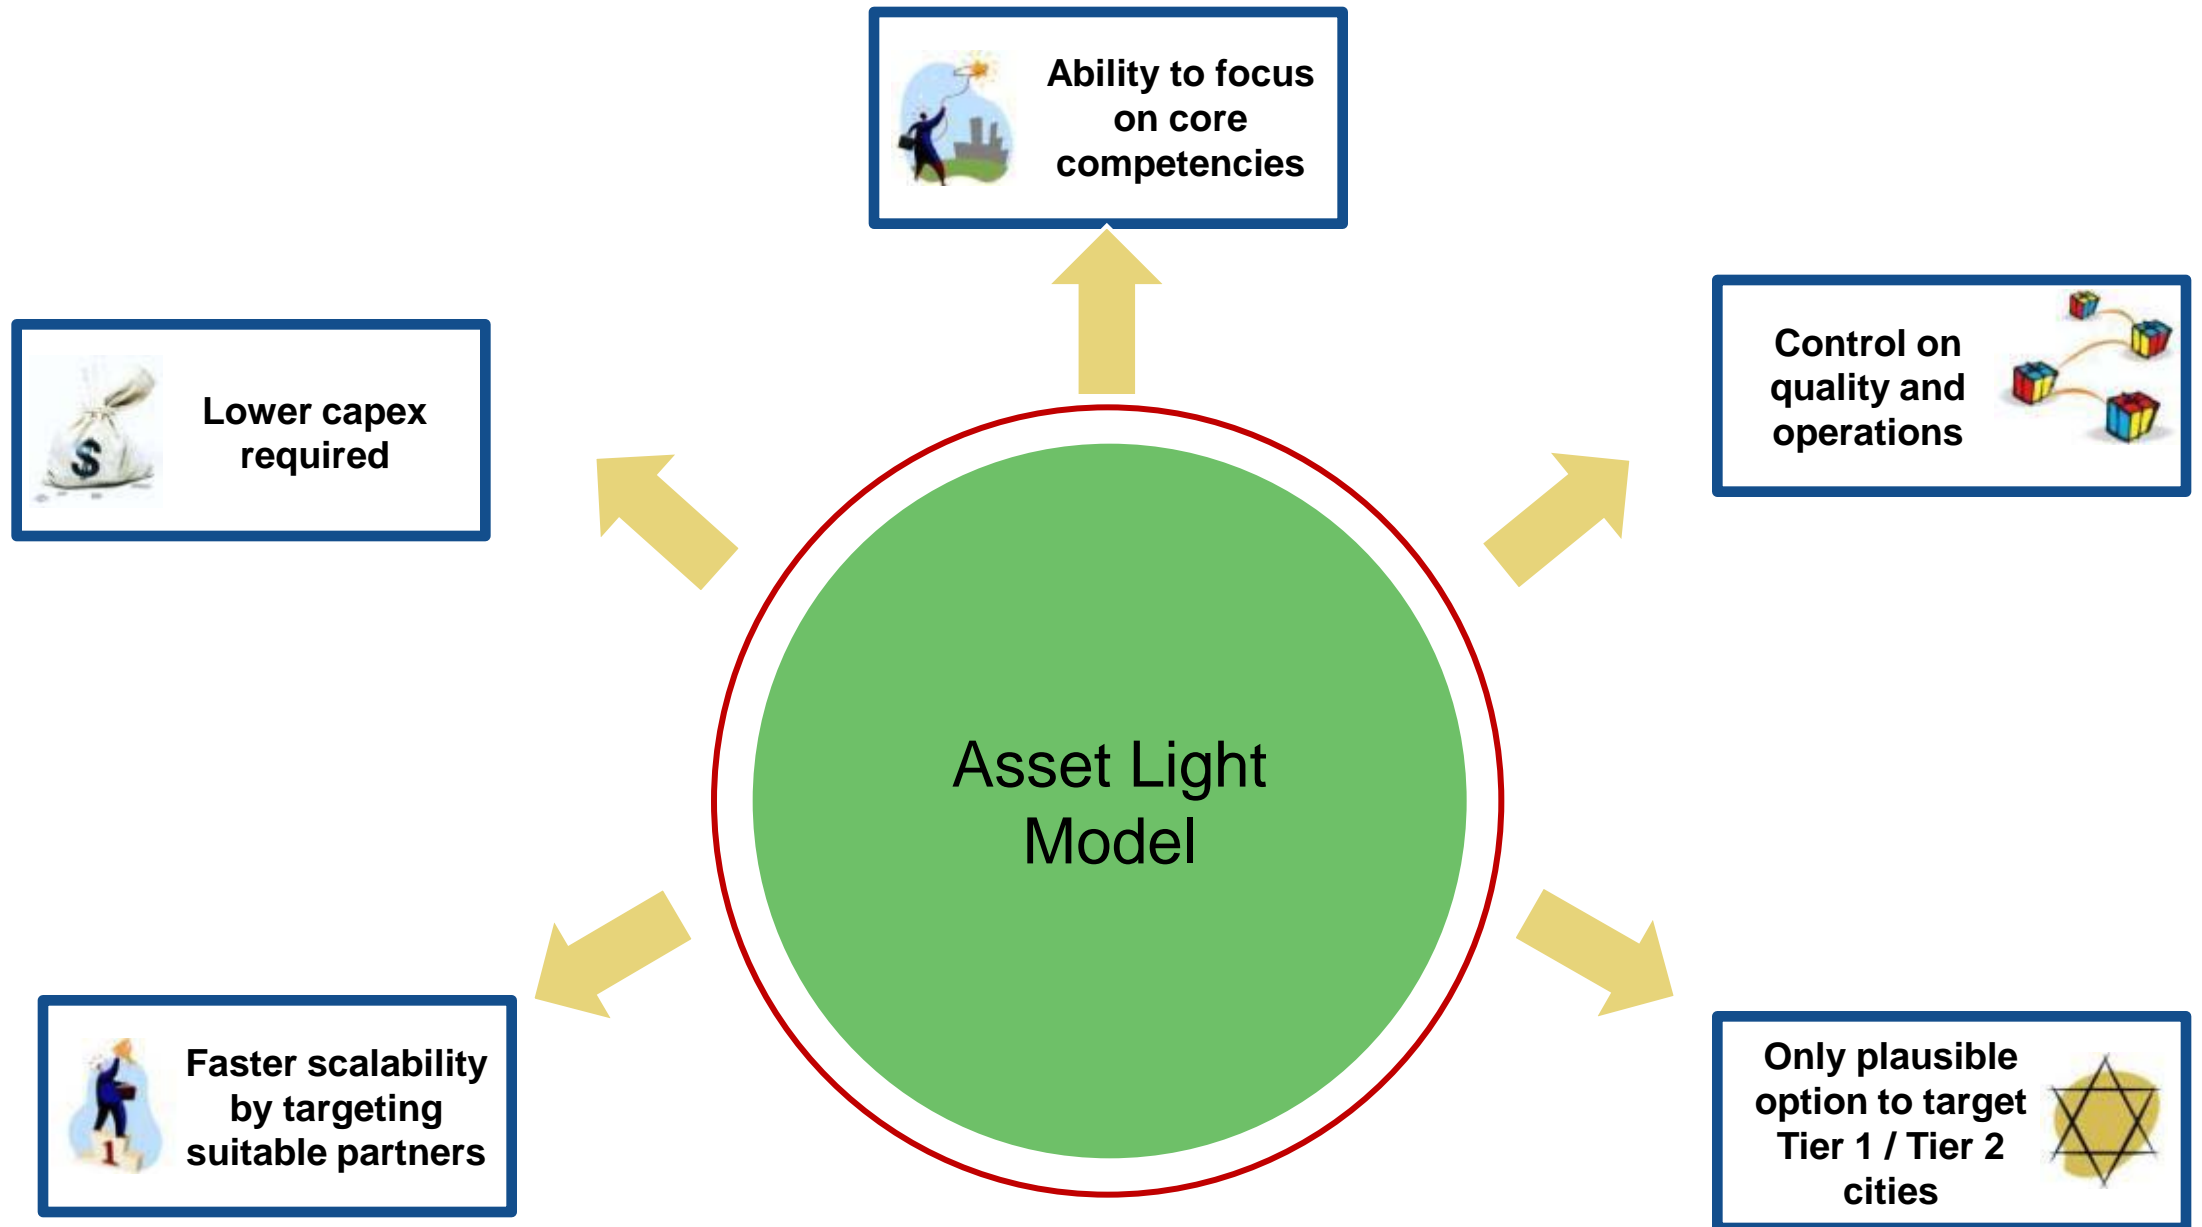 Ability to focus
on core
competencies
Lower capex
required
$
Control on
quality and
operations
Asset Light
Model
Faster scalability
by targeting
suitable partners
1
Only plausible
option to target
Tier 1 / Tier 2
cities